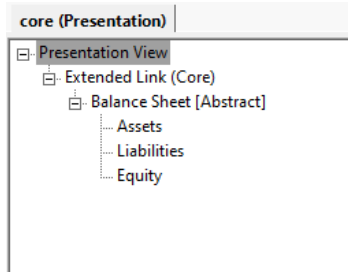 core (Presentation)
Presentation View
Extended Link (Core)
Balance Sheet [Abstract]
Assets
Liabilities
Equity